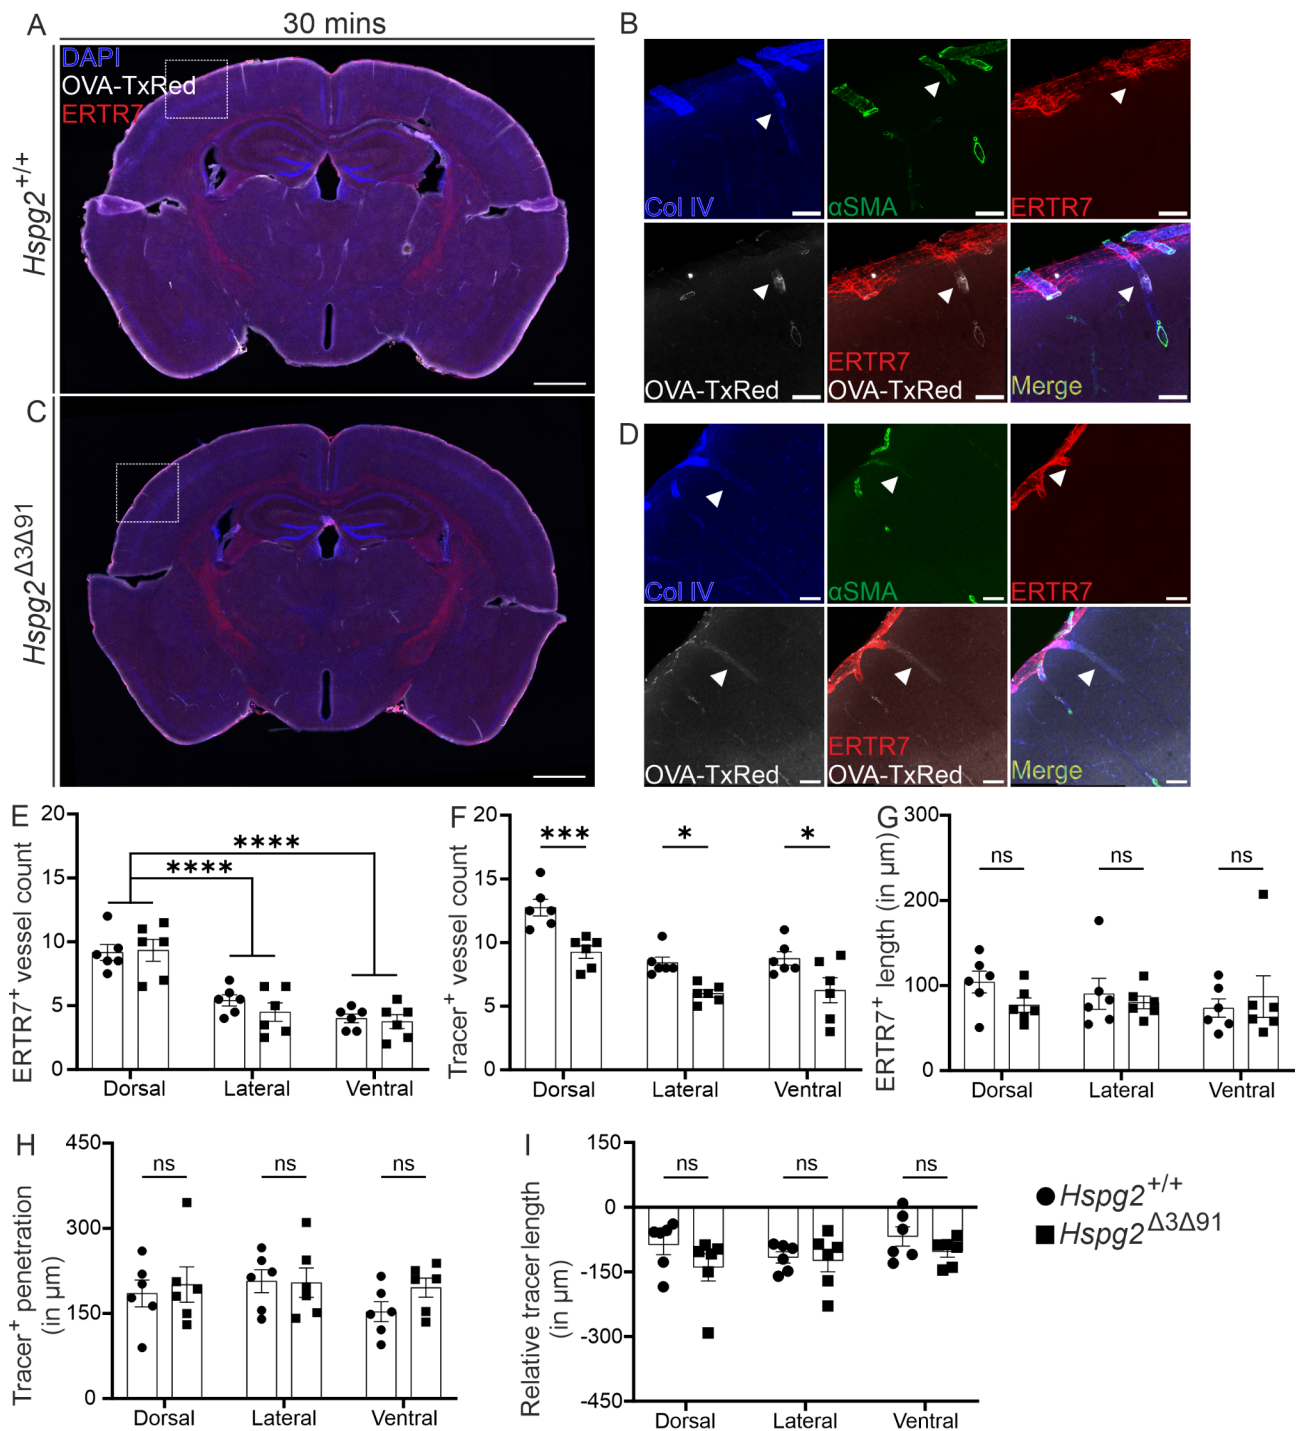 A
30 mins
DAPI
OVA-TxRed
ERTR7
Hspg2+/+
B
Col IV
αSMA
ERTR7
OVA-TxRed
ERTR7
OVA-TxRed
Merge
C
Hspg2Δ3Δ91
D
Col IV
αSMA
ERTR7
OVA-TxRed
ERTR7
OVA-TxRed
Merge
E
ERTR7+ vessel count
20
15
10
5
0
****
****
Dorsal
Lateral
Ventral
F
Tracer+ vessel count
20
15
10
5
0
***
*
*
Dorsal
Lateral
Ventral
G
ERTR7+ length (in µm)
300
200
100
0
ns
ns
ns
Dorsal
Lateral
Ventral
H
Tracer+ penetration
(in µm)
450
300
150
0
ns
ns
ns
Dorsal
Lateral
Ventral
I
Relative tracer length
(in µm)
150
0
-150
-300
-450
ns
ns
ns
Dorsal
Lateral
Ventral
Hspg2+/+
Hspg2Δ3Δ91